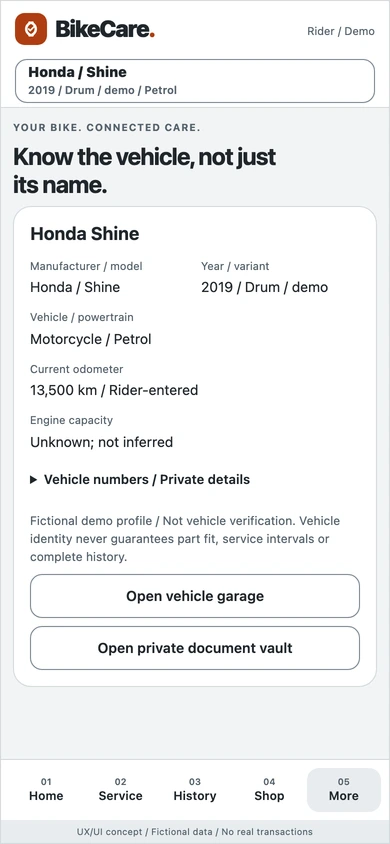 BikeCare.
Rider / Demo
Honda / Shine
2019 / Drum / demo / Petrol
YOUR BIKE. CONNECTED CARE.
Know the vehicle, not just
its name.
Honda Shine
Manufacturer / model
Year / variant
Honda / Shine
2019 / Drum / demo
Vehicle / powertrain
Motorcycle / Petrol
Current odometer
13,500 km / Rider-entered
Engine capacity
Unknown; not inferred
Vehicle numbers / Private details
Fictional demo profile / Not vehicle verification. Vehicle
identity never guarantees part fit, service intervals or
complete history.
Open vehicle garage
Open private document vault
01
Home
02
Service
03
History
04
Shop
05
More
UX/UI concept / Fictional data / No real transactions